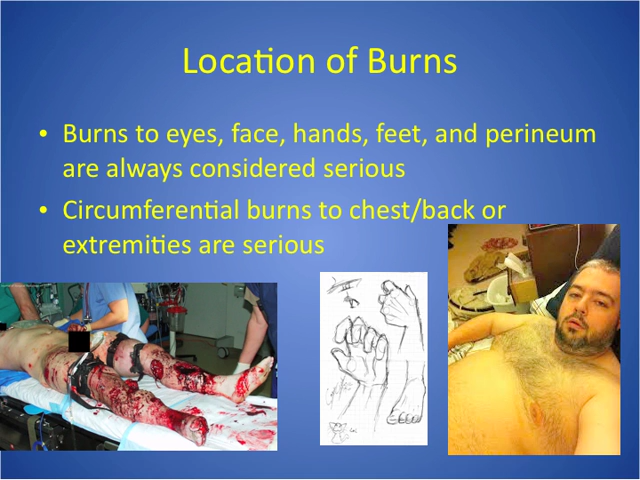 Location of Burns
• Burns to eyes, face, hands, feet, and perineum
are always considered serious
• Circumferential burns to chest/back or
extremities are serious